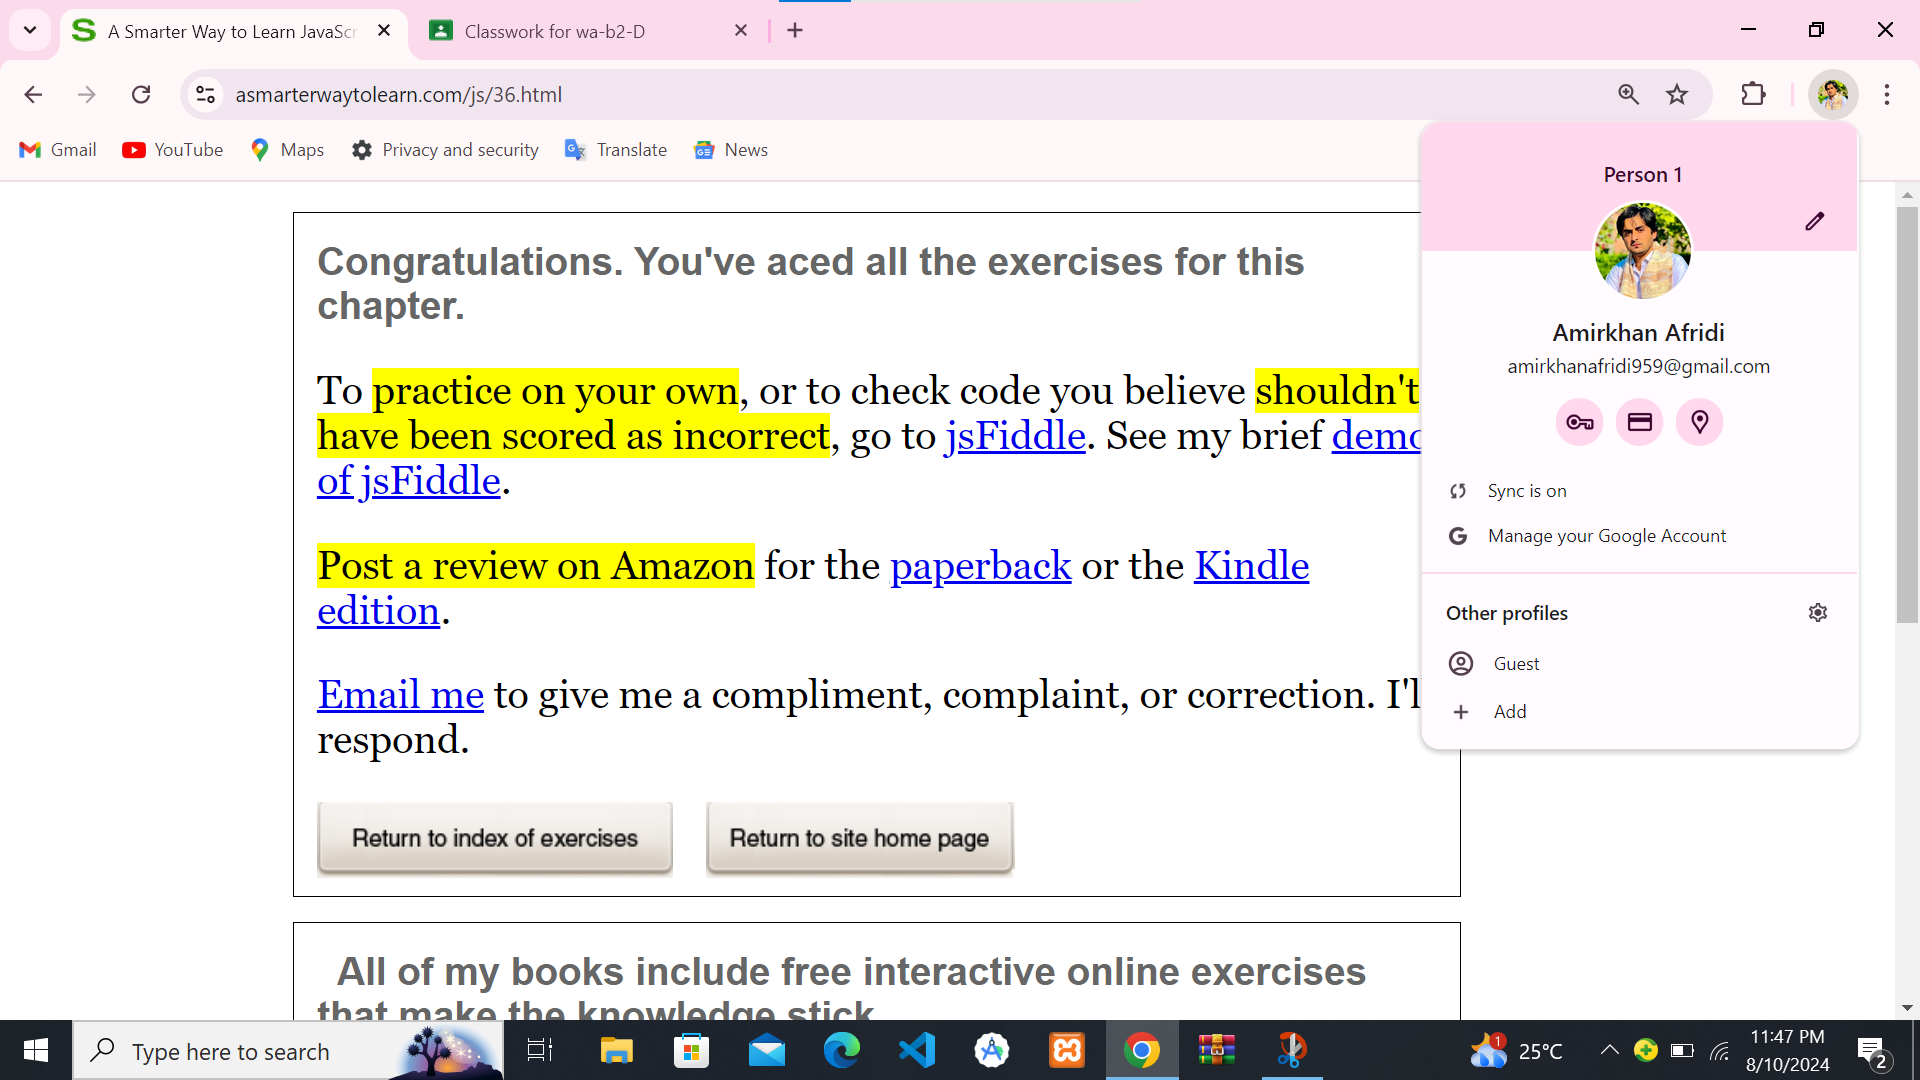 A Smarter Way to Learn JavaScr
Classwork for wa-b2-D
asmarterwaytolearn.com/js/36.html
Gmail
YouTube
Maps
Privacy and security
Translate
News
Person 1
Amirkhan Afridi
amirkhanafridi959@gmail.com
Sync is on
Manage your Google Account
Other profiles
Guest
Add
Congratulations. You've aced all the exercises for this
chapter.
To practice on your own, or to check code you believe shouldn't
have been scored as incorrect, go to jsFiddle. See my brief demo
of jsFiddle.
Post a review on Amazon for the paperback or the Kindle
edition.
Email me to give me a compliment, complaint, or correction. I'll
respond.
Return to index of exercises
Return to site home page
All of my books include free interactive online exercises
that make the knowledge stick
Type here to search
1
25°C
11:47 PM
8/10/2024
2